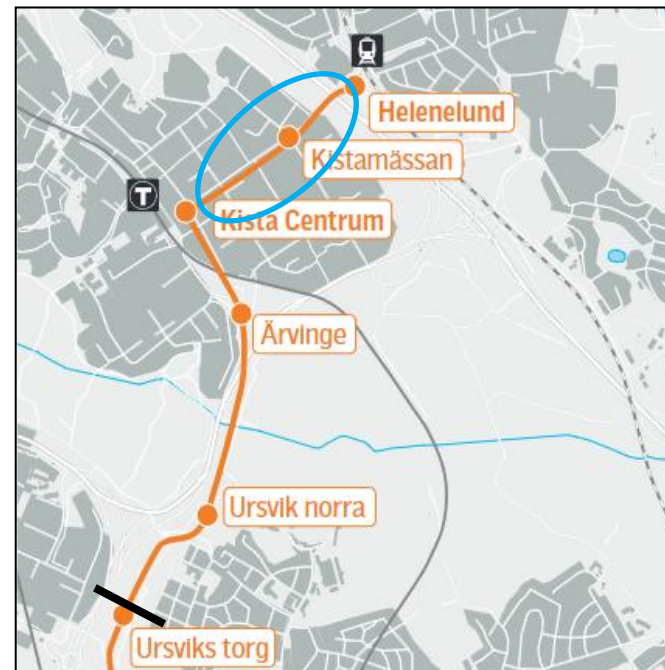 Helenelund
Kistamässan
T
Kista Centrum
Ärvinge
Ursvik norra
Ursviks torg